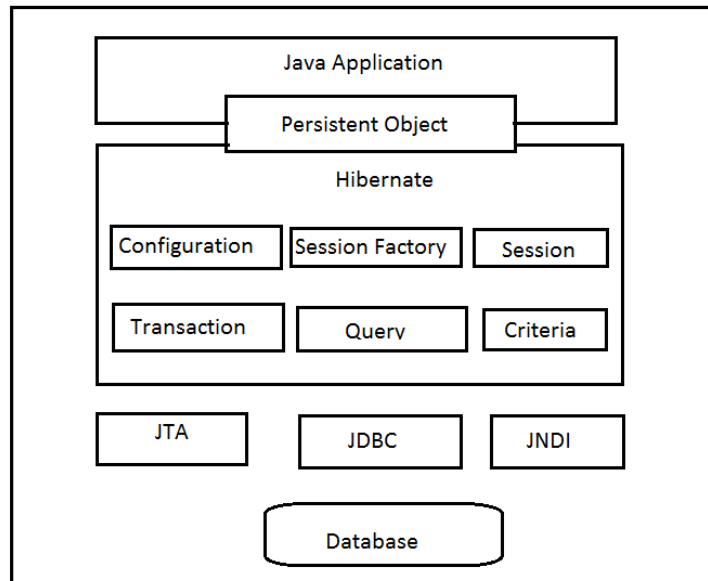 Java Application
Persistent Object
Hibernate
Configuration
Session Factory
Session
Transaction
Query
Criteria
JTA
JDBC
JNDI
Database